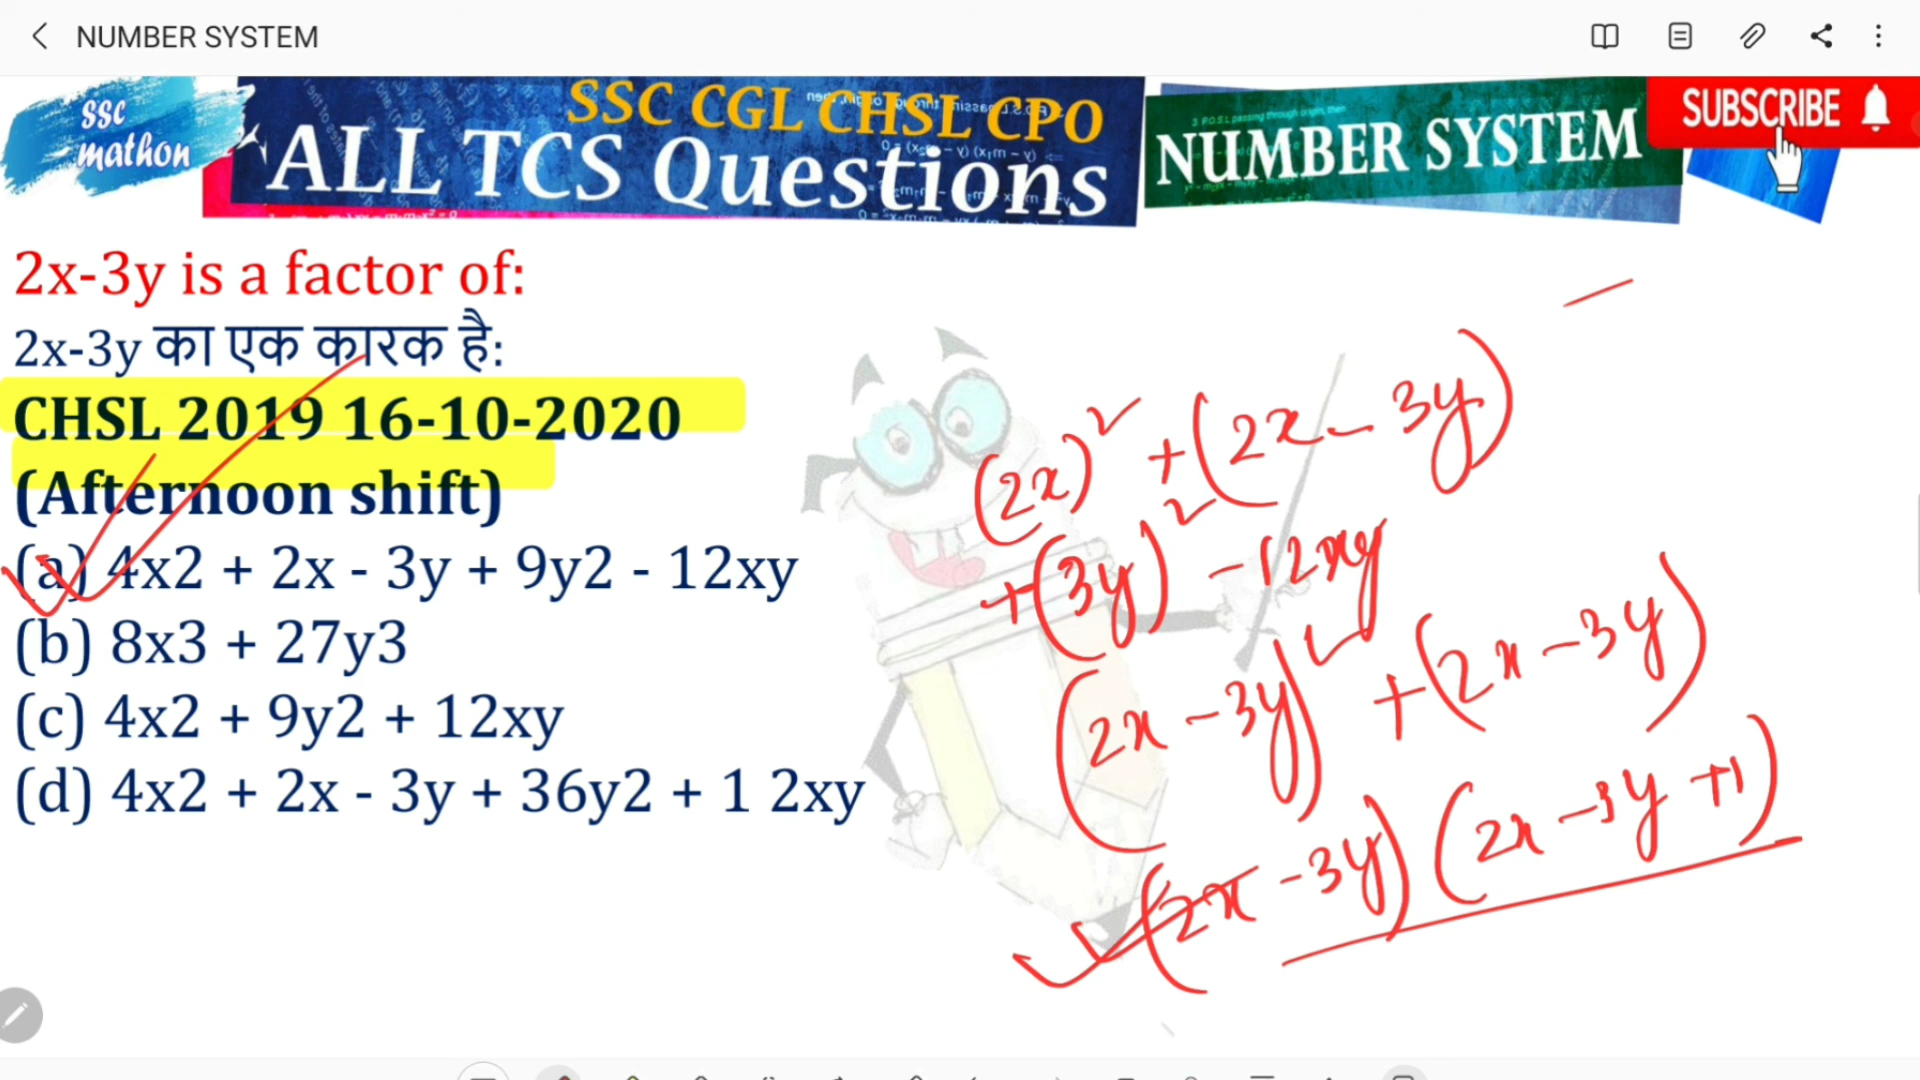 NUMBER SYSTEM
SSC mathon
SSC CGL CHSL CPO
ALL TCS Questions
NUMBER SYSTEM
SUBSCRIBE
2x-3y is a factor of:
2x-3y का एक कारक है:
CHSL 2019 16-10-2020
(Afternoon shift)
(a) 4x2 + 2x - 3y + 9y2 - 12xy
(b) 8x3 + 27y3
(c) 4x2 + 9y2 + 12xy
(d) 4x2 + 2x - 3y + 36y2 + 1 2xy
(2x)² + (2x - 3y)
+ (3y)² - 12xy
(2x - 3y)² + (2x - 3y)
(2x - 3y) (2x - 3y + 1)